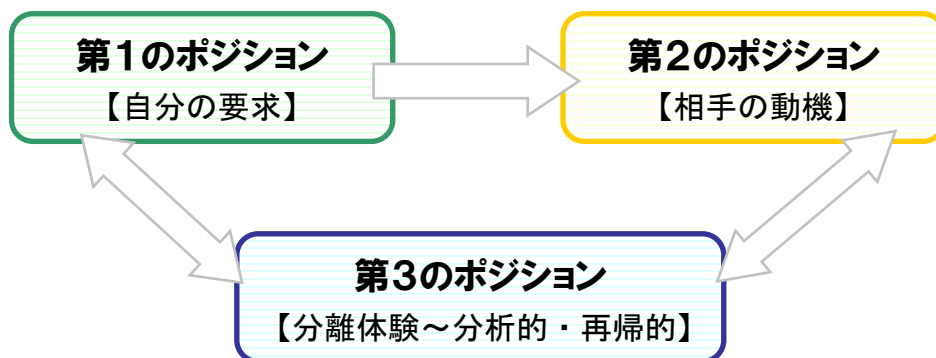 第1のポジション
【自分の要求】
第2のポジション
【相手の動機】
第3のポジション
【分離体験～分析的・再帰的】